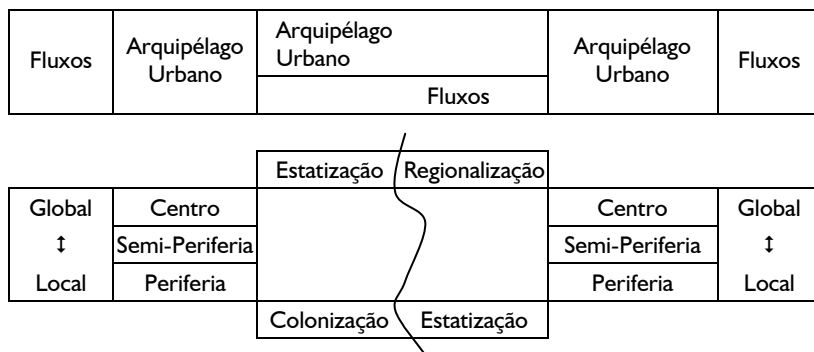 Fluxos
Arquipélago
Urbano
Arquipélago
Urbano
Fluxos
Arquipélago
Urbano
Fluxos
Estatização Regionalização
Global Centro Centro Global
↕ Semi-Periferia Semi-Periferia ↕
Local Periferia Periferia Local
Colonização Estatização